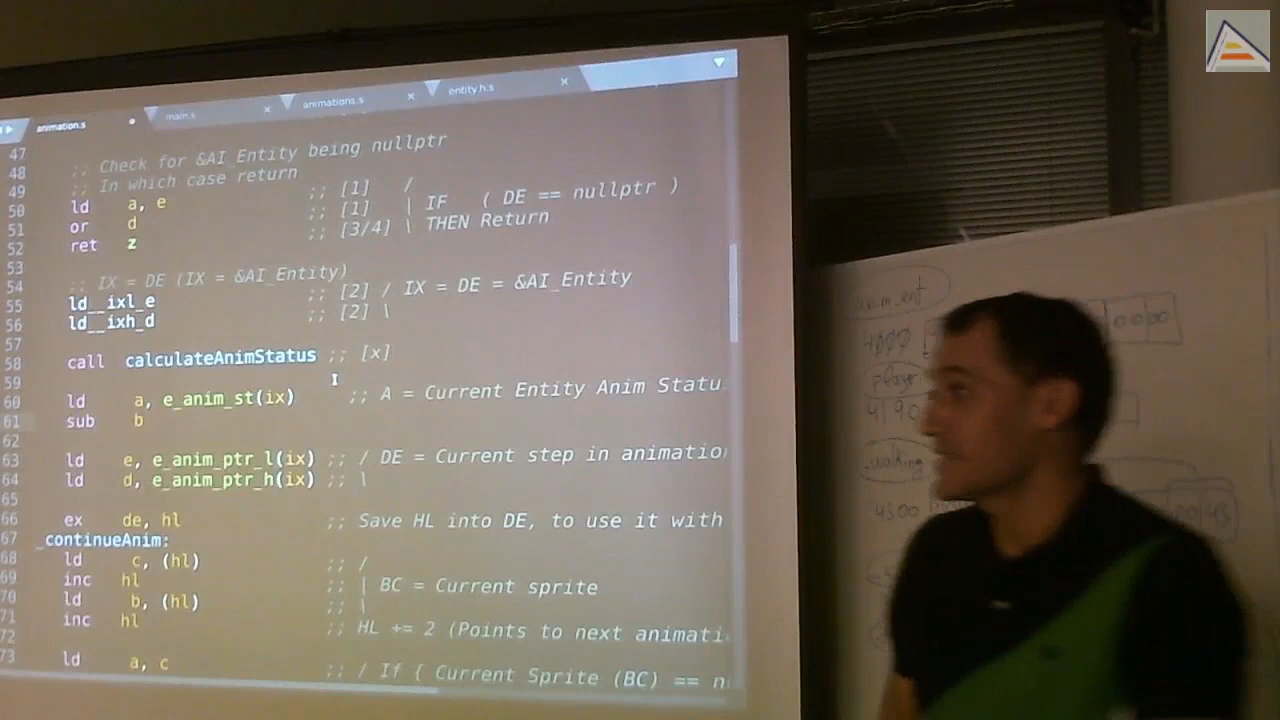 animation.s
main.s ×
animations.s ×
entity.h.s ×
47
48 ;; Check for &AI_Entity being nullptr
49 ;; In which case return
50 ld a, e ;; [1] /
51 or d ;; [1] | IF ( DE == nullptr )
52 ret z ;; [3/4] \ THEN Return
53
54 ;; IX = DE (IX = &AI_Entity)
55 ld__ixl_e ;; [2] / IX = DE = &AI_Entity
56 ld__ixh_d ;; [2] \
57
58 call calculateAnimStatus ;; [x]
59
60 ld a, e_anim_st(ix) ;; A = Current Entity Anim Statu
61 sub b
62
63 ld e, e_anim_ptr_l(ix) ;; / DE = Current step in animatio
64 ld d, e_anim_ptr_h(ix) ;; \
65
66 ex de, hl ;; Save HL into DE, to use it with
67 _continueAnim:
68 ld c, (hl) ;; /
69 inc hl ;; | BC = Current sprite
70 ld b, (hl) ;; \
71 inc hl ;; HL += 2 (Points to next animati
72
73 ld a, c ;; / If ( Current Sprite (BC) == n
anim_ent
4000
player
4190
walking
4300